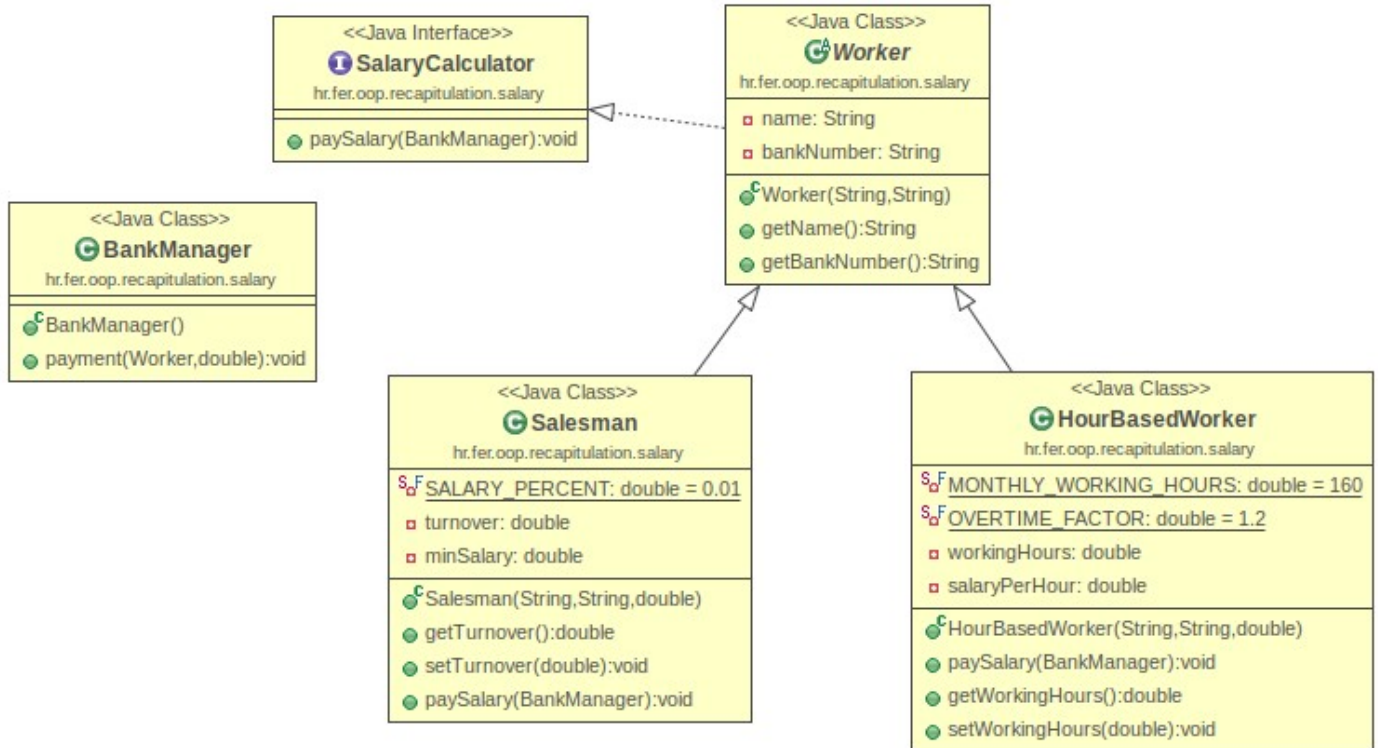 <<Java Interface>>
SalaryCalculator
hr.fer.oop.recapitulation.salary
paySalary(BankManager):void
<<Java Class>>
Worker
hr.fer.oop.recapitulation.salary
name: String
bankNumber: String
Worker(String,String)
getName():String
getBankNumber():String
<<Java Class>>
BankManager
hr.fer.oop.recapitulation.salary
BankManager()
payment(Worker,double):void
<<Java Class>>
Salesman
hr.fer.oop.recapitulation.salary
SALARY_PERCENT: double = 0.01
turnover: double
minSalary: double
Salesman(String,String,double)
getTurnover():double
setTurnover(double):void
paySalary(BankManager):void
<<Java Class>>
HourBasedWorker
hr.fer.oop.recapitulation.salary
MONTHLY_WORKING_HOURS: double = 160
OVERTIME_FACTOR: double = 1.2
workingHours: double
salaryPerHour: double
HourBasedWorker(String,String,double)
paySalary(BankManager):void
getWorkingHours():double
setWorkingHours(double):void